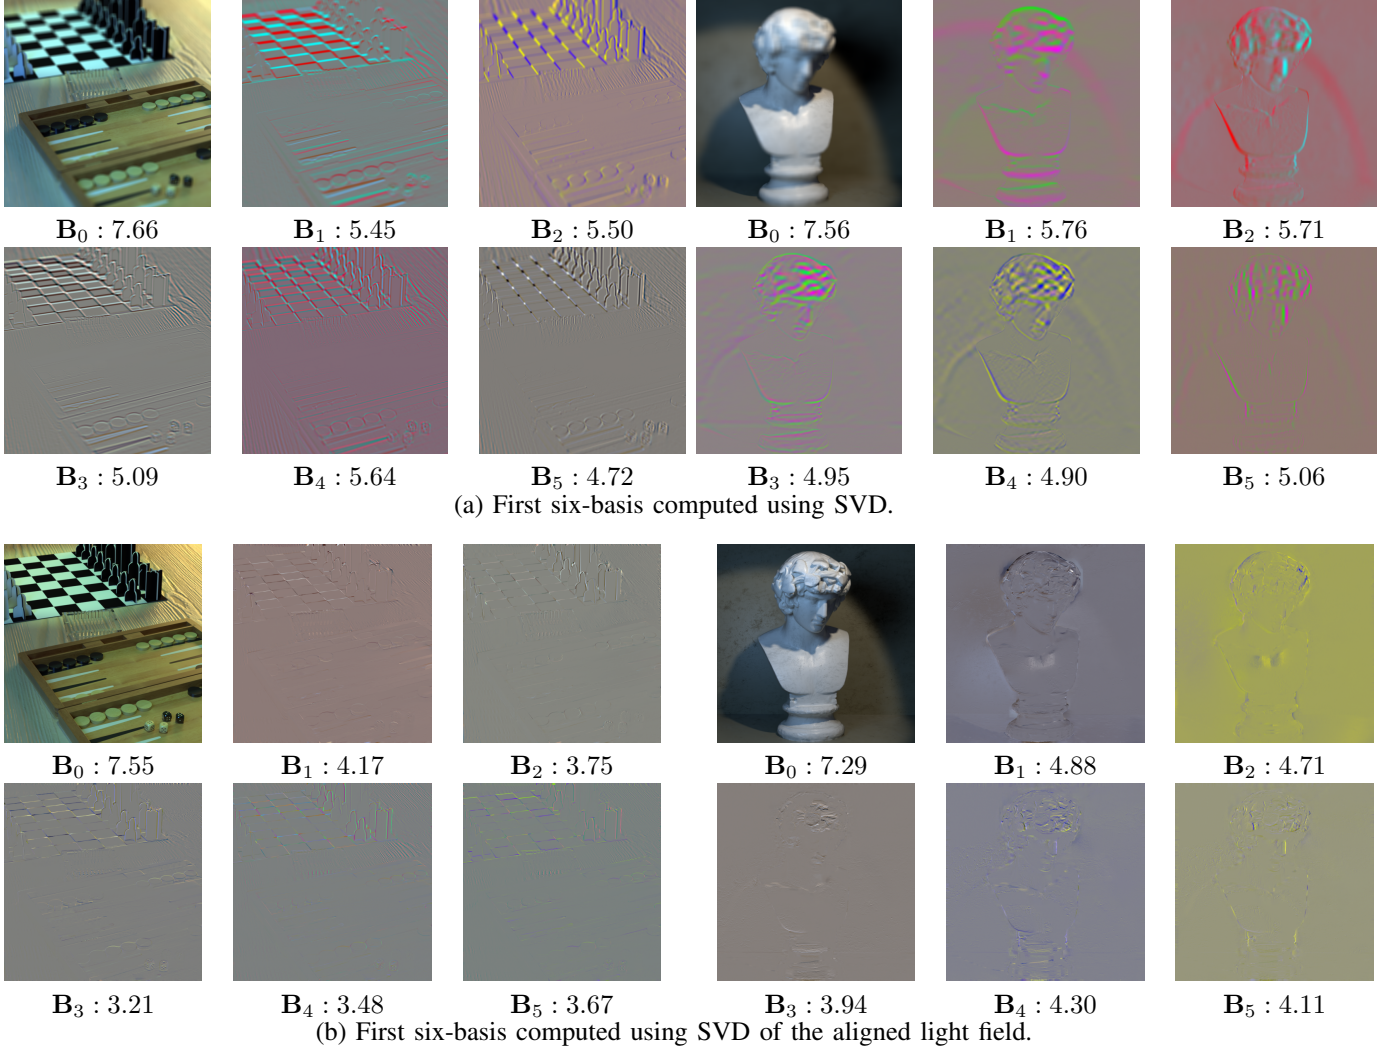 B0 : 7.66 B1 : 5.45 B2 : 5.50 B0 : 7.56 B1 : 5.76 B2 : 5.71
B3 : 5.09 B4 : 5.64 B5 : 4.72 B3 : 4.95 B4 : 4.90 B5 : 5.06
(a) First six-basis computed using SVD.
B0 : 7.55 B1 : 4.17 B2 : 3.75 B0 : 7.29 B1 : 4.88 B2 : 4.71
B3 : 3.21 B4 : 3.48 B5 : 3.67 B3 : 3.94 B4 : 4.30 B5 : 4.11
(b) First six-basis computed using SVD of the aligned light field.